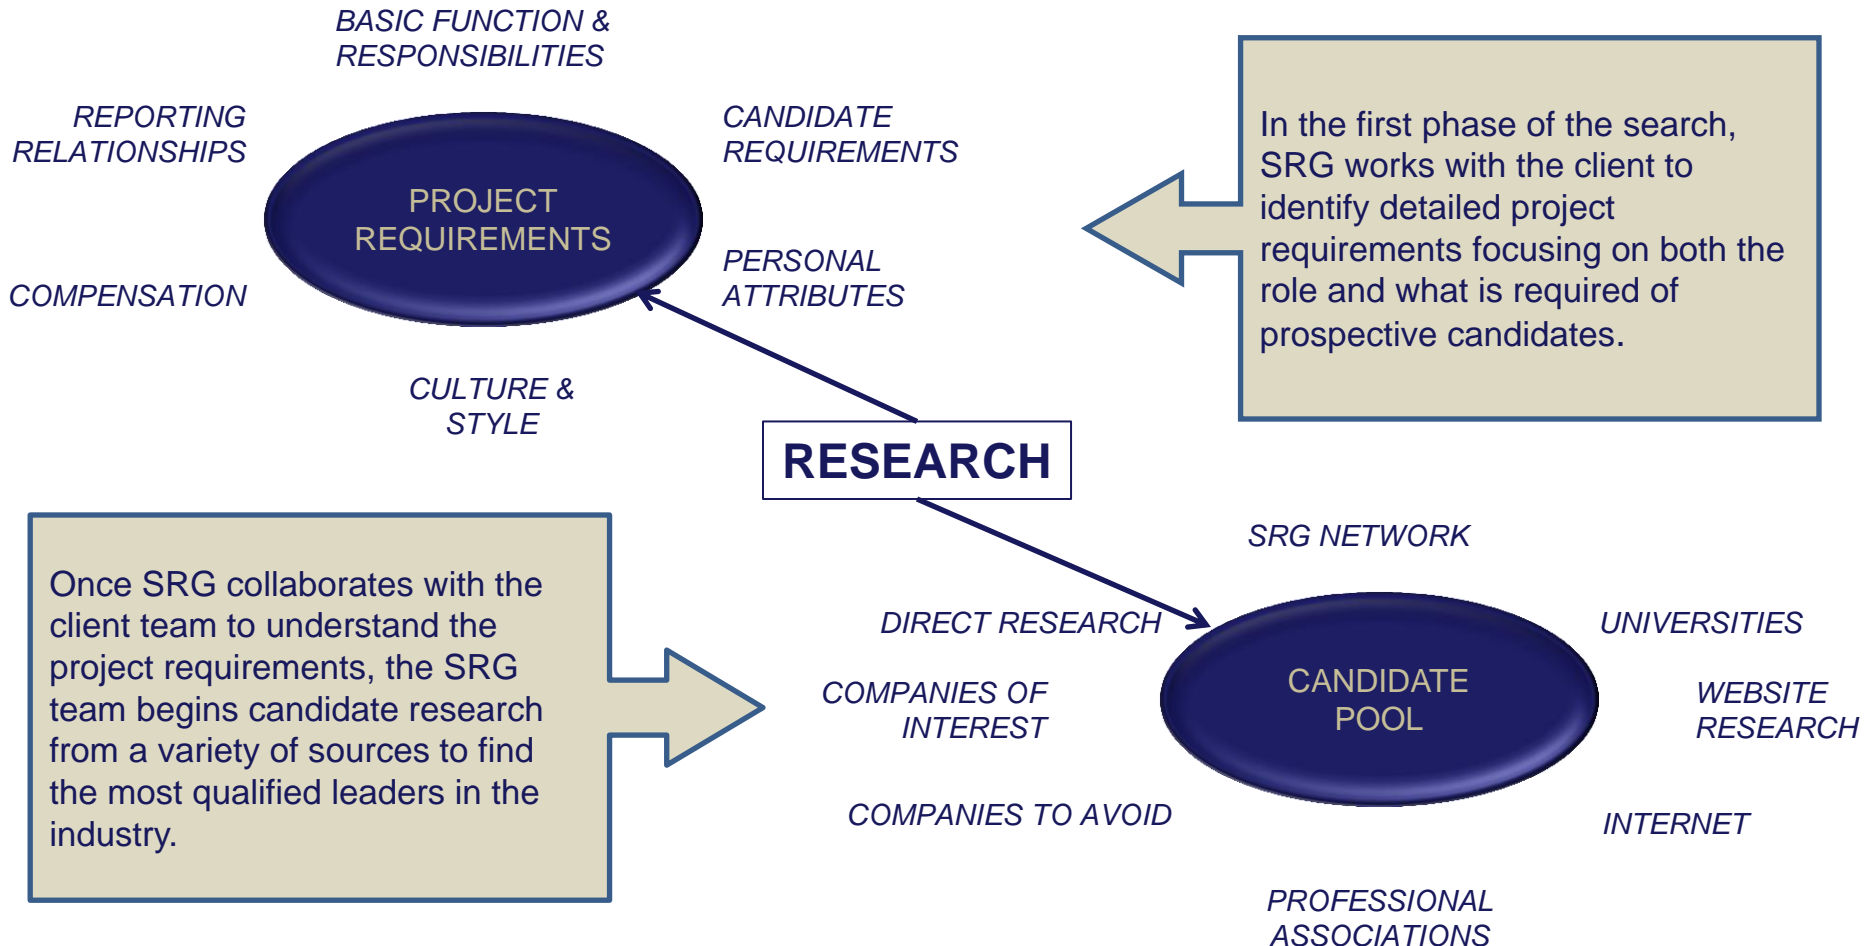 BASIC FUNCTION &
RESPONSIBILITIES
REPORTING
RELATIONSHIPS
CANDIDATE
REQUIREMENTS
PROJECT
REQUIREMENTS
COMPENSATION
PERSONAL
ATTRIBUTES
CULTURE &
STYLE
In the first phase of the search,
SRG works with the client to
identify detailed project
requirements focusing on both the
role and what is required of
prospective candidates.
RESEARCH
Once SRG collaborates with the
client team to understand the
project requirements, the SRG
team begins candidate research
from a variety of sources to find
the most qualified leaders in the
industry.
SRG NETWORK
DIRECT RESEARCH
UNIVERSITIES
COMPANIES OF
INTEREST
CANDIDATE
POOL
WEBSITE
RESEARCH
COMPANIES TO AVOID
INTERNET
PROFESSIONAL
ASSOCIATIONS